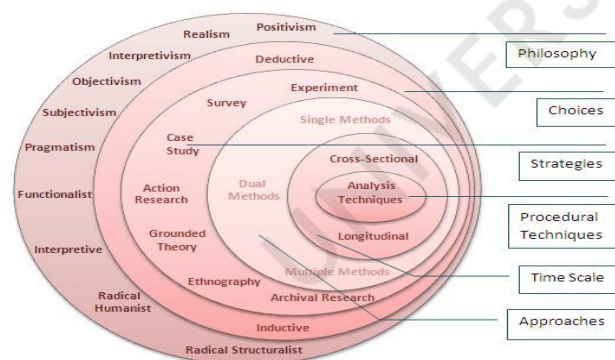 Positivism
Realism
Interpretivism
Objectivism
Subjectivism
Pragmatism
Functionalist
Interpretive
Radical
Humanist
Radical Structuralist
Deductive
Inductive
Experiment
Survey
Case
Study
Action
Research
Grounded
Theory
Ethnography
Archival Research
Single Methods
Dual
Methods
Multiple Methods
Cross-Sectional
Longitudinal
Analysis
Techniques
Philosophy
Choices
Strategies
Procedural
Techniques
Time Scale
Approaches
UNIVERS